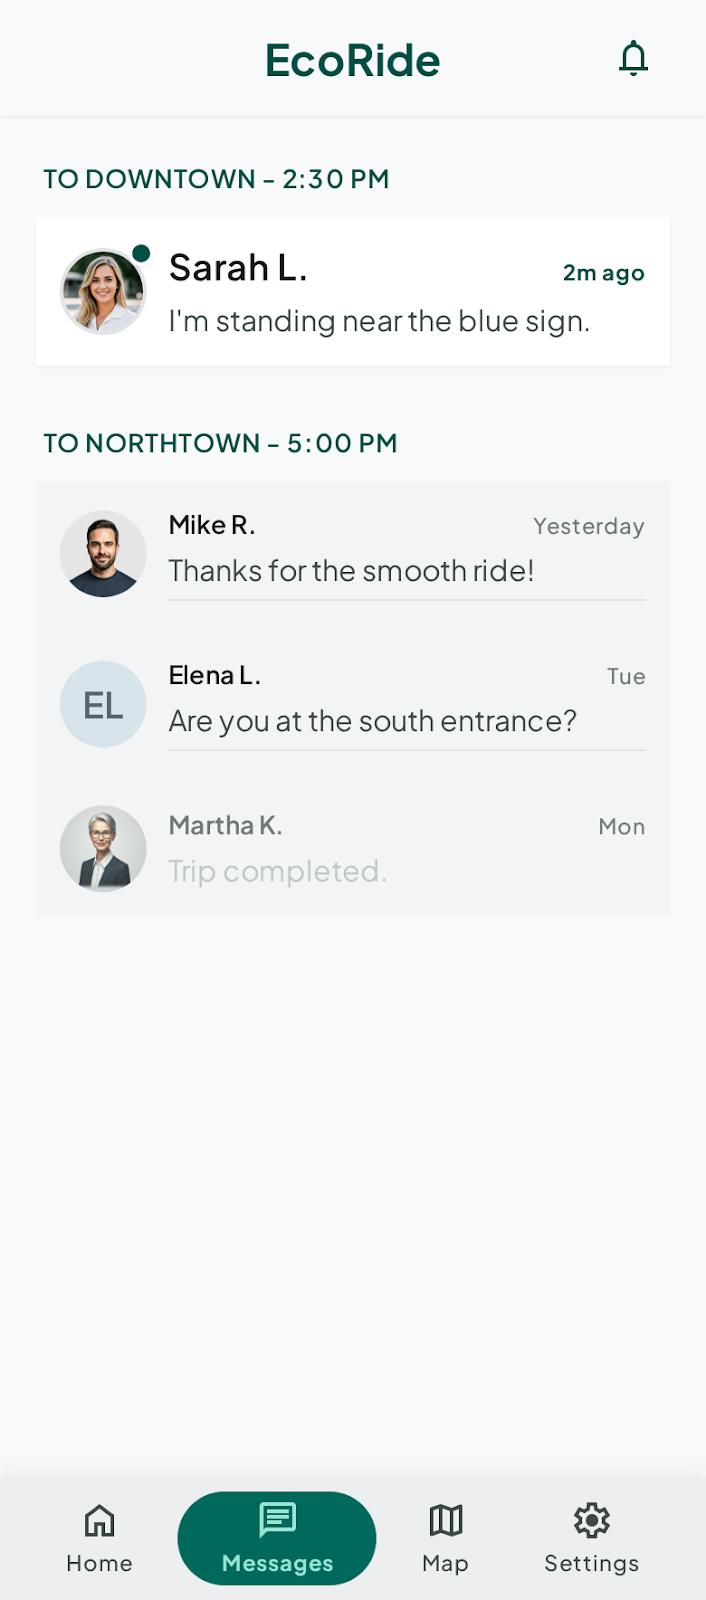 EcoRide
TO DOWNTOWN – 2:30 PM
Sarah L.
2m ago
I'm standing near the blue sign.
TO NORTHTOWN – 5:00 PM
Mike R.
Yesterday
Thanks for the smooth ride!
EL
Elena L.
Tue
Are you at the south entrance?
Martha K.
Mon
Trip completed.
Home
Messages
Map
Settings